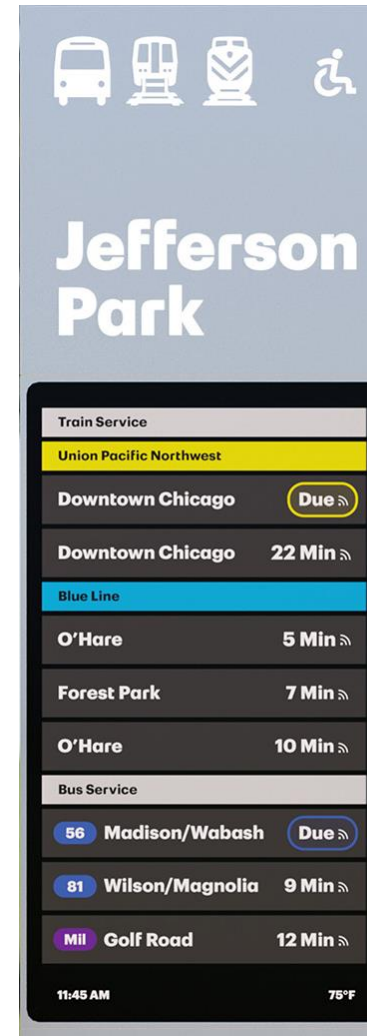 Jefferson
Park
Train Service
Union Pacific Northwest
Downtown Chicago Due
Downtown Chicago 22 Min
Blue Line
O’Hare 5 Min
Forest Park 7 Min
O’Hare 10 Min
Bus Service
56 Madison/Wabash Due
81 Wilson/Magnolia 9 Min
Mil Golf Road 12 Min
11:45 AM 75°F